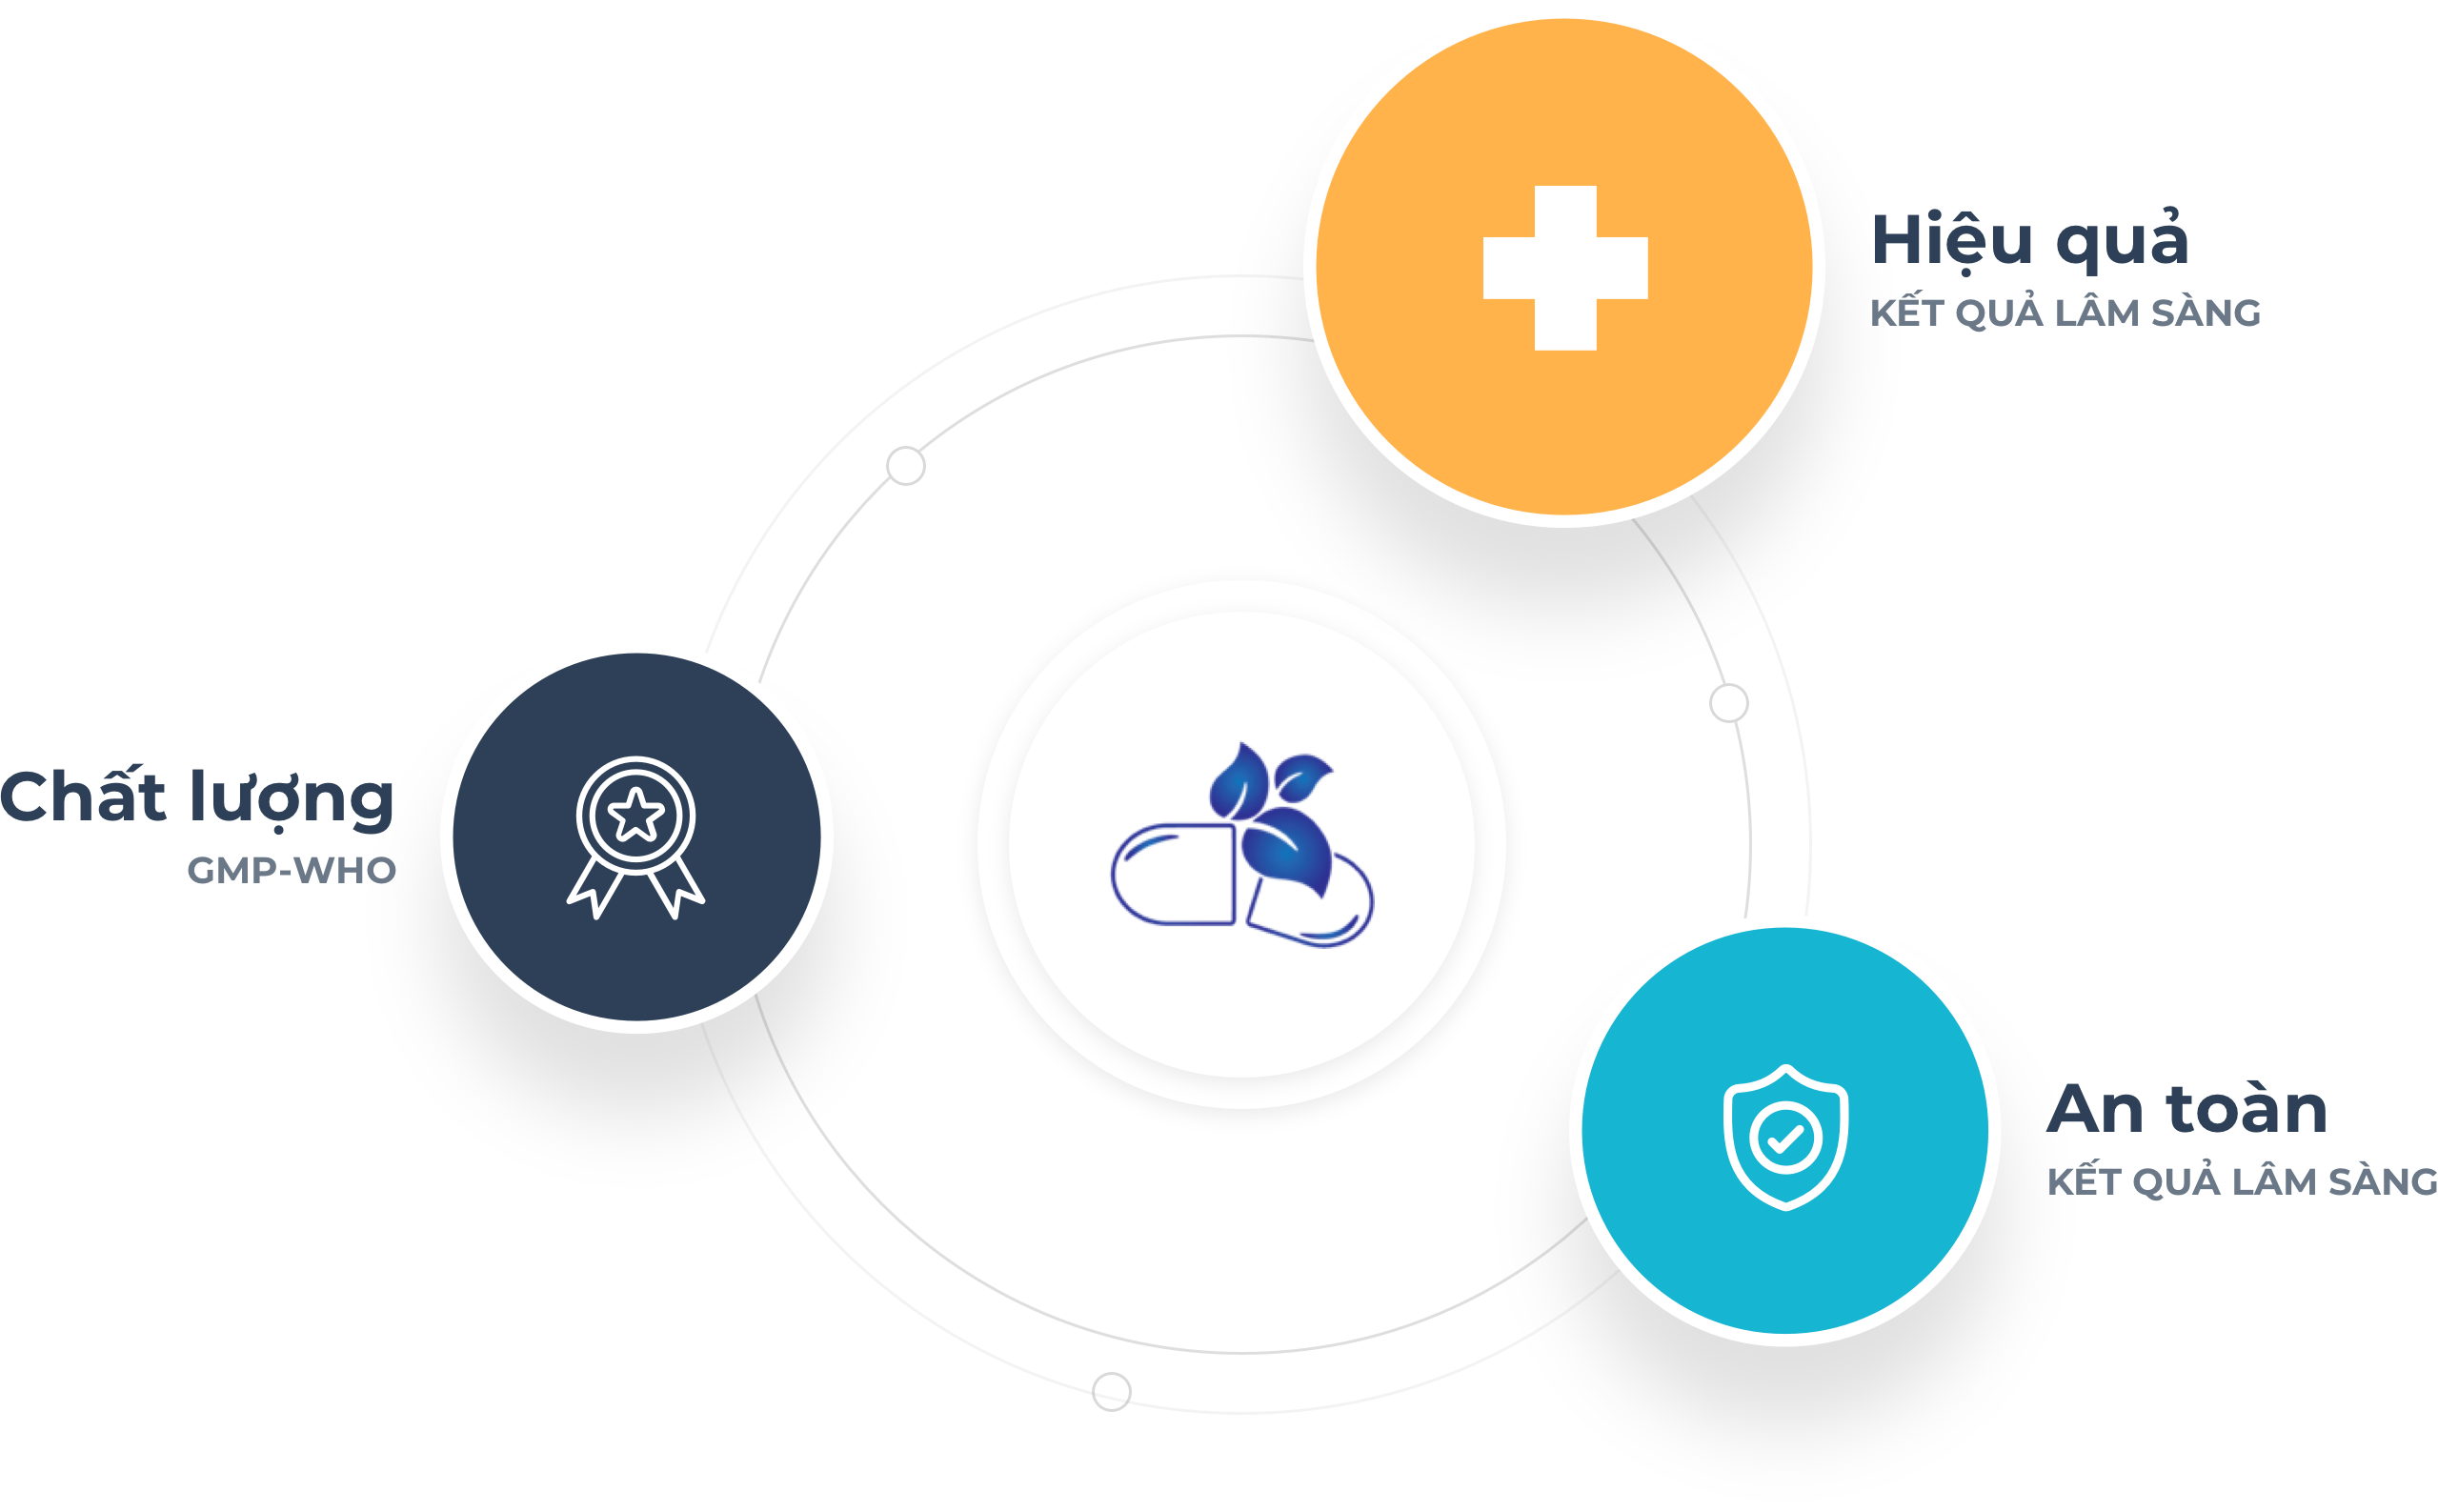 Hiệu quả
KẾT QUẢ LÂM SÀNG
Chất lượng
GMP-WHO
An toàn
KẾT QUẢ LÂM SÀNG